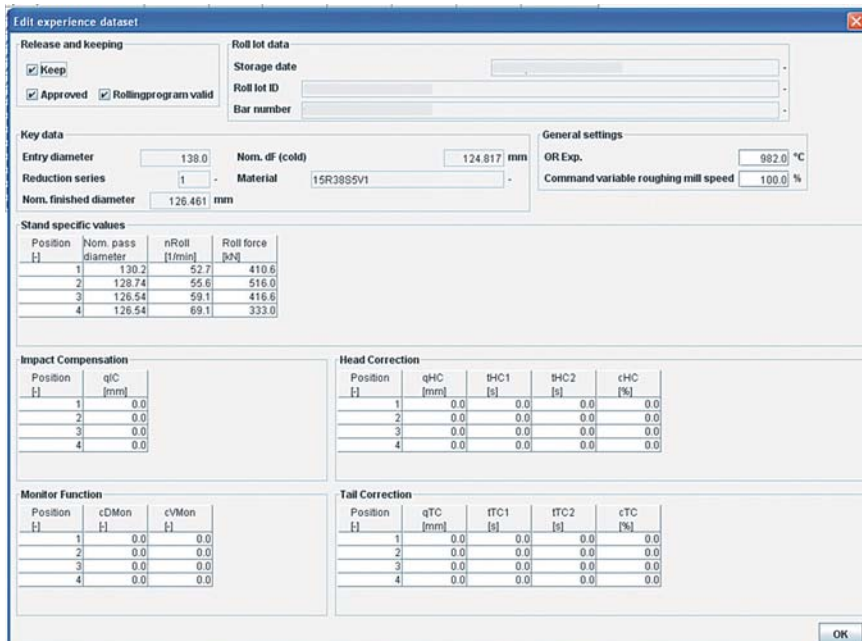 Edit experience dataset
Release and keeping
Keep
Approved Rollingprogram valid
Roll lot data
Storage date -
Roll lot ID -
Bar number -
Key data
Entry diameter 138.0 Nom. dF (cold) 124.817 mm
Reduction series 1 - Material 15R38S5V1 -
Nom. finished diameter 126.461 mm
General settings
OR Exp. 982.0 °C
Command variable roughing mill speed 100.0 %
Stand specific values
Position Nom. pass nRoll Roll force
[-] diameter [1/min] [kN]
1 130.2 52.7 410.6
2 128.74 55.6 516.0
3 126.54 59.1 416.6
4 126.54 69.1 333.0
Impact Compensation
Position qIC
[-] [mm]
1 0.0
2 0.0
3 0.0
4 0.0
Head Correction
Position qHC tHC1 tHC2 cHC
[-] [mm] [s] [s] [%]
1 0.0 0.0 0.0 0.0
2 0.0 0.0 0.0 0.0
3 0.0 0.0 0.0 0.0
4 0.0 0.0 0.0 0.0
Monitor Function
Position cDMon cVMon
[-] [-] [-]
1 0.0 0.0
2 0.0 0.0
3 0.0 0.0
4 0.0 0.0
Tail Correction
Position qTC tTC1 tTC2 cTC
[-] [mm] [s] [s] [%]
1 0.0 0.0 0.0 0.0
2 0.0 0.0 0.0 0.0
3 0.0 0.0 0.0 0.0
4 0.0 0.0 0.0 0.0
OK